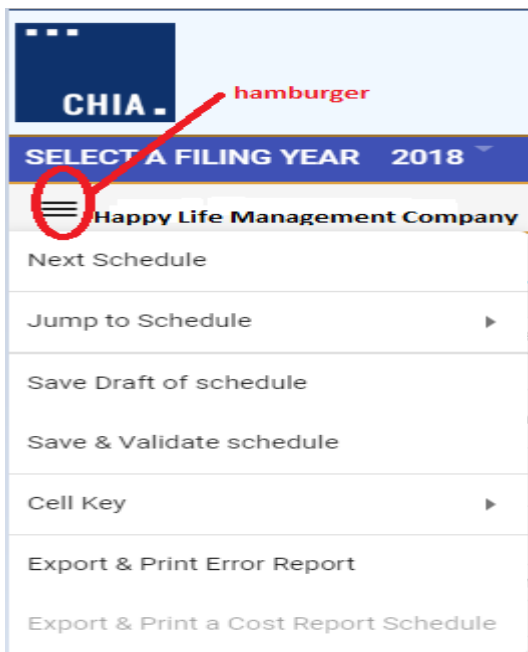 CHIA.
hamburger
SELECT A FILING YEAR 2018
Happy Life Management Company
Next Schedule
Jump to Schedule
Save Draft of schedule
Save & Validate schedule
Cell Key
Export & Print Error Report
Export & Print a Cost Report Schedule